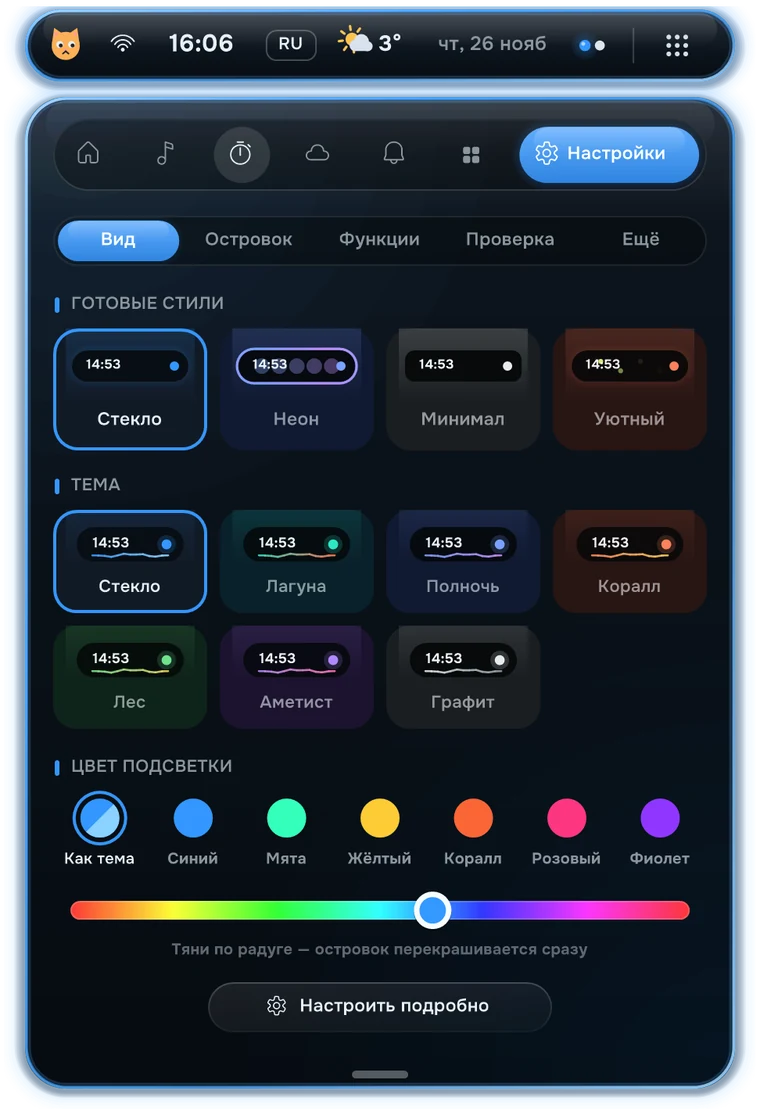 16:06 RU 3° чт, 26 нояб
Настройки
Вид Островок Функции Проверка Ещё
ГОТОВЫЕ СТИЛИ
14:53 14:53 14:53 14:53
Стекло Неон Минимал Уютный
ТЕМА
14:53 14:53 14:53 14:53
Стекло Лагуна Полночь Коралл
14:53 14:53 14:53
Лес Аметист Графит
ЦВЕТ ПОДСВЕТКИ
Как тема Синий Мята Жёлтый Коралл Розовый Фиолет
Тяни по радуге — островок перекрашивается сразу
Настроить подробно